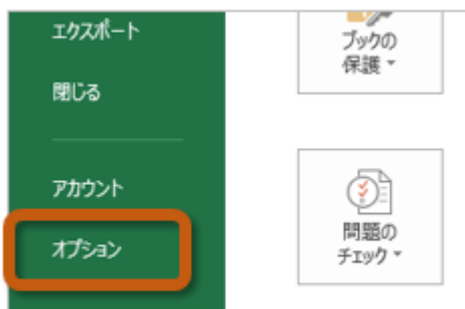 エクスポート
閉じる
アカウント
オプション
ブックの
保護
問題の
チェック